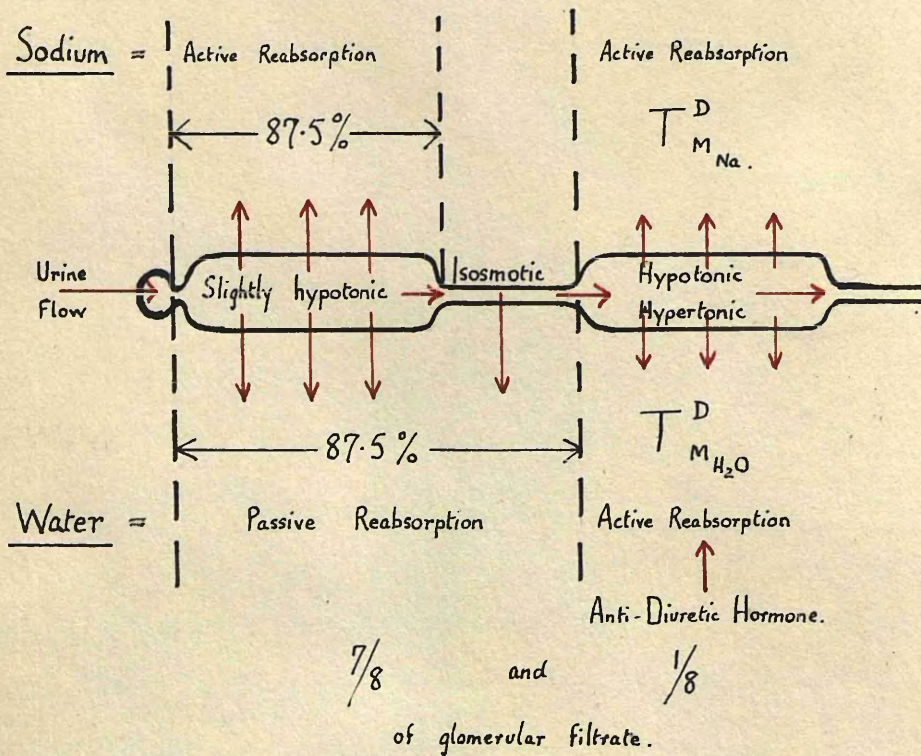 Sodium = Active Reabsorption Active Reabsorption
87.5%
T D M Na.
Urine Flow
Slightly hypotonic
Isosmotic
Hypotonic
Hypertonic
87.5%
T D M H₂O
Water = Passive Reabsorption Active Reabsorption
Anti-Diuretic Hormone.
7/8 and 1/8
of glomerular filtrate.